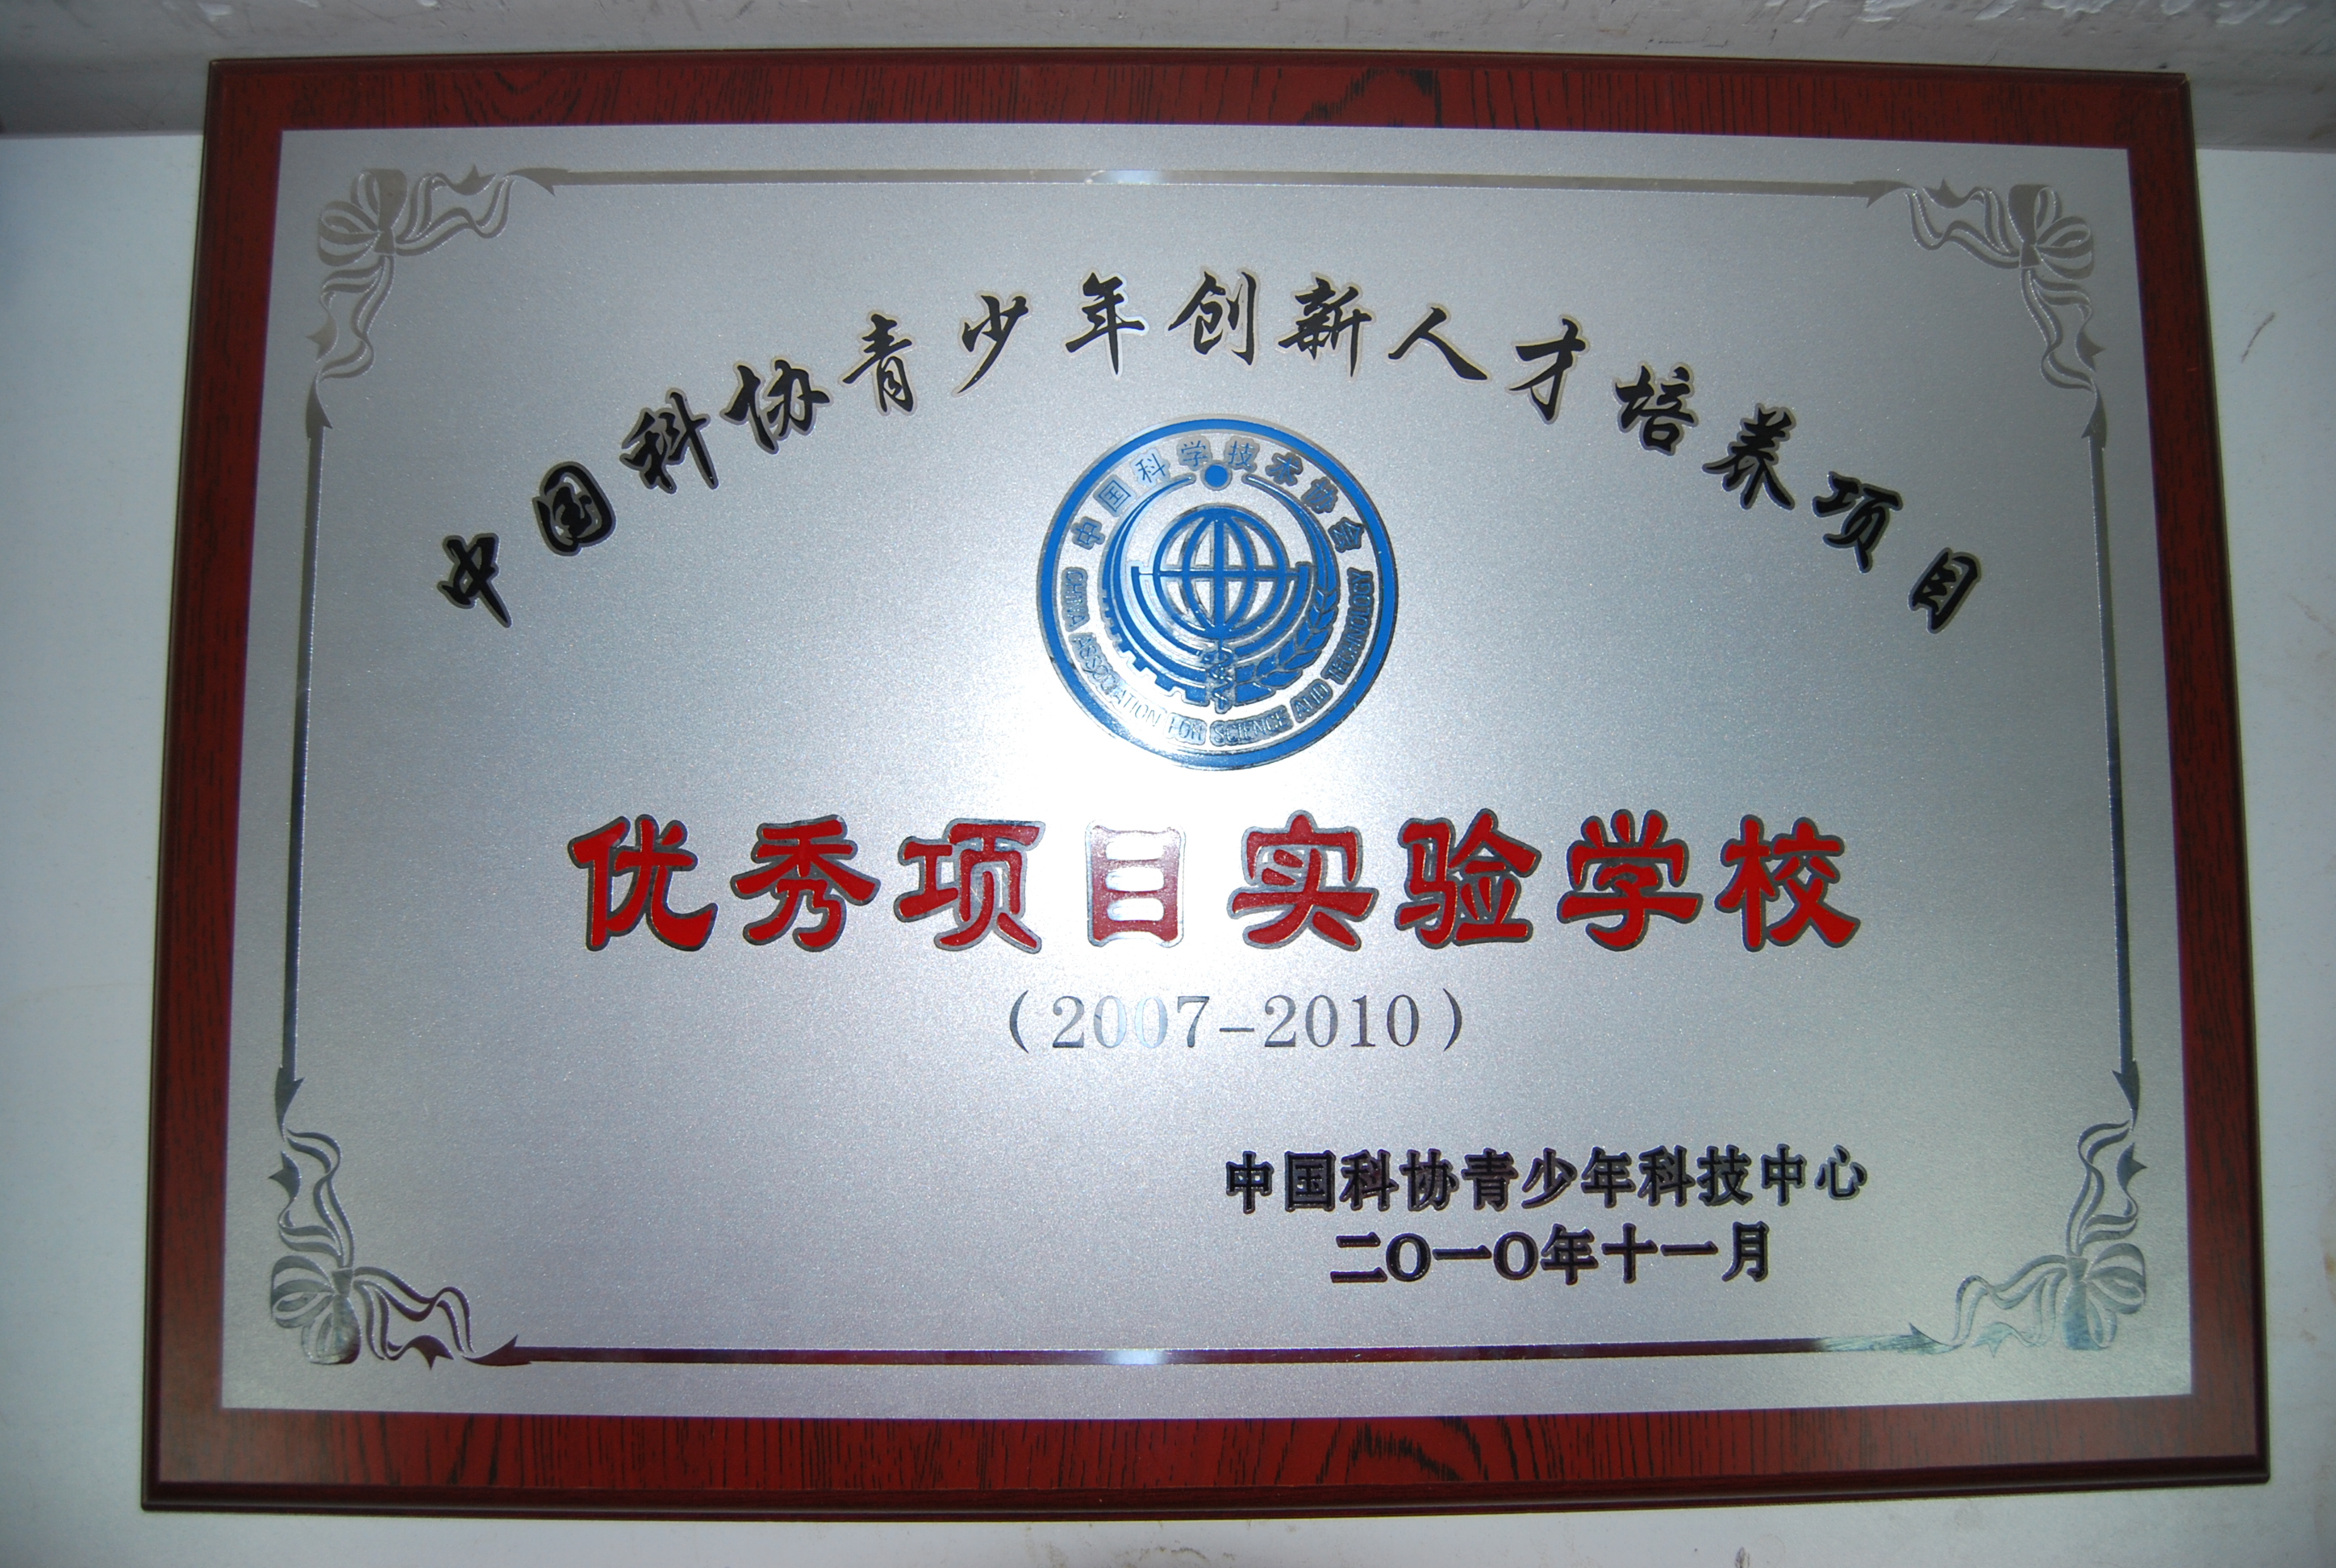 中国科协青少年创新人才培养项目
中国科学技术协会
CHINA ASSOCIATION FOR SCIENCE AND TECHNOLOGY
优秀项目实验学校
（2007-2010）
中国科协青少年科技中心
二O一O年十一月